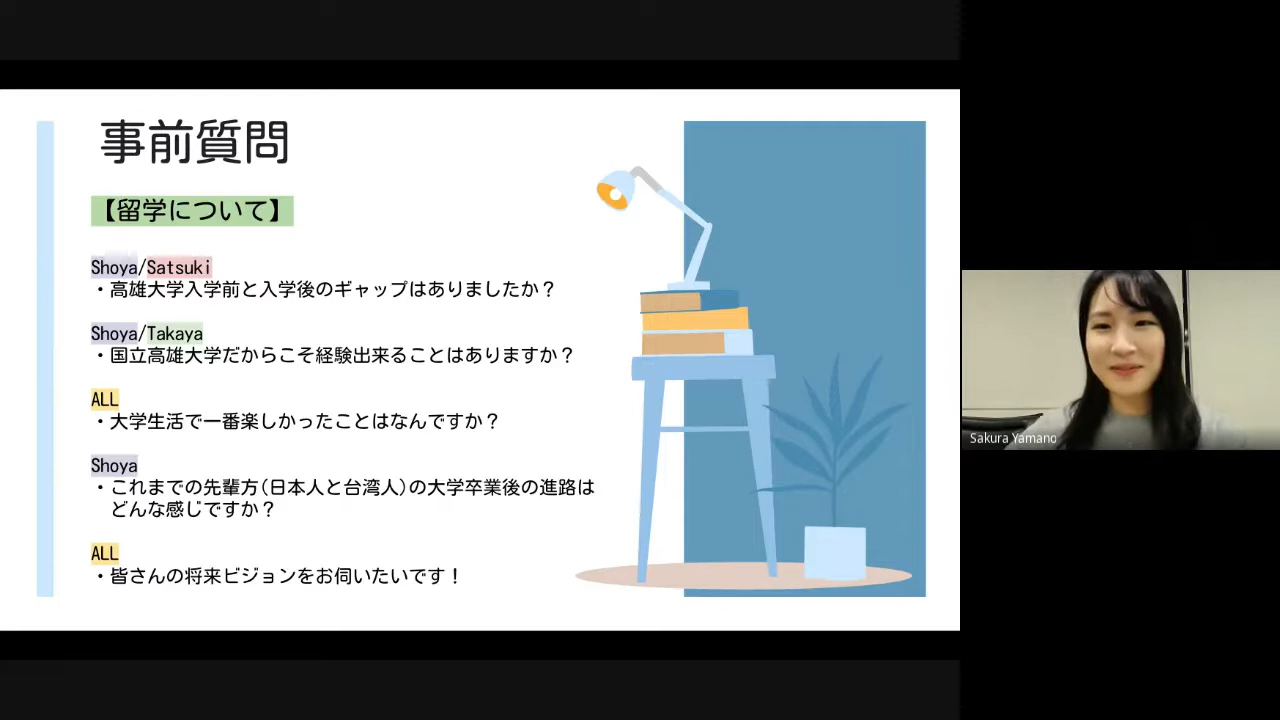 事前質問
【留学について】
Shoya/Satsuki
・高雄大学入学前と入学後のギャップはありましたか？
Shoya/Takaya
・国立高雄大学だからこそ経験出来ることはありますか？
ALL
・大学生活で一番楽しかったことはなんですか？
Shoya
・これまでの先輩方(日本人と台湾人)の大学卒業後の進路は
どんな感じですか？
ALL
・皆さんの将来ビジョンをお伺いたいです！
Sakura Yamano